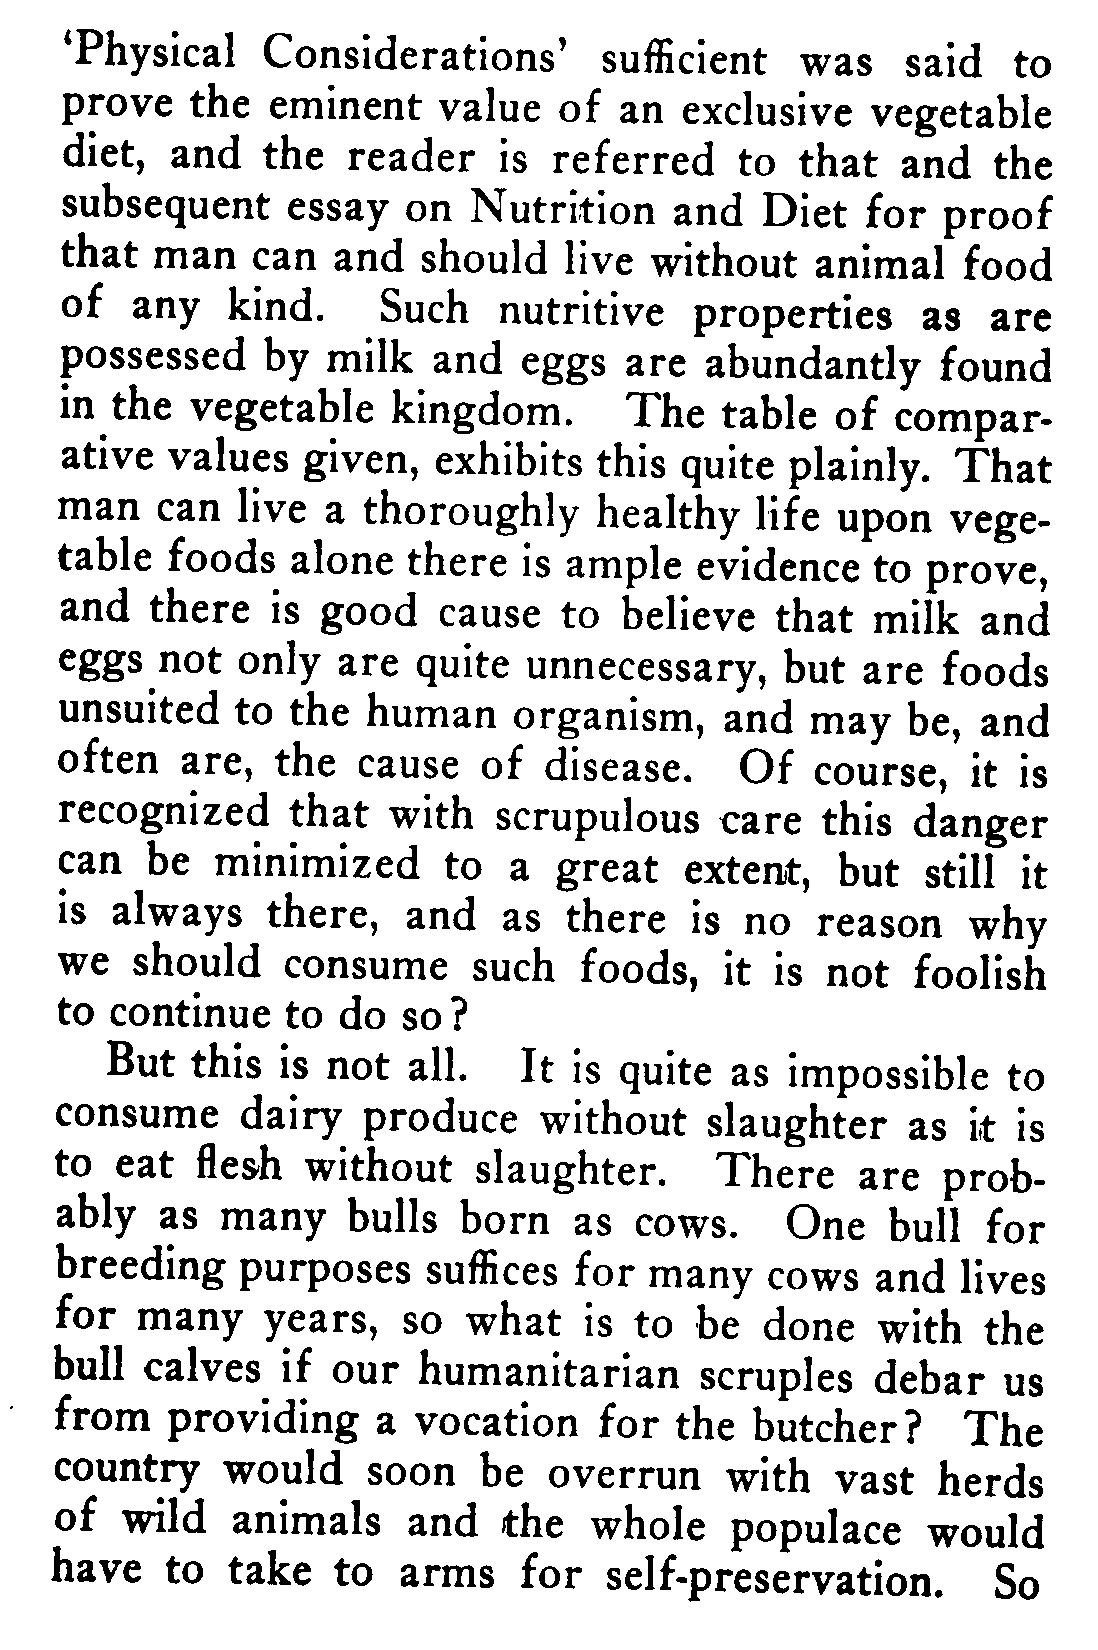 ‘Physical Considerations’ sufficient was said to
prove the eminent value of an exclusive vegetable
diet, and the reader is referred to that and the
subsequent essay on Nutrition and Diet for proof
that man can and should live without animal food
of any kind. Such nutritive properties as are
possessed by milk and eggs are abundantly found
in the vegetable kingdom. The table of compar-
ative values given, exhibits this quite plainly. That
man can live a thoroughly healthy life upon vege-
table foods alone there is ample evidence to prove,
and there is good cause to believe that milk and
eggs not only are quite unnecessary, but are foods
unsuited to the human organism, and may be, and
often are, the cause of disease. Of course, it is
recognized that with scrupulous care this danger
can be minimized to a great extent, but still it
is always there, and as there is no reason why
we should consume such foods, it is not foolish
to continue to do so?
But this is not all. It is quite as impossible to
consume dairy produce without slaughter as it is
to eat flesh without slaughter. There are prob-
ably as many bulls born as cows. One bull for
breeding purposes suffices for many cows and lives
for many years, so what is to be done with the
bull calves if our humanitarian scruples debar us
from providing a vocation for the butcher? The
country would soon be overrun with vast herds
of wild animals and the whole populace would
have to take to arms for self-preservation. So